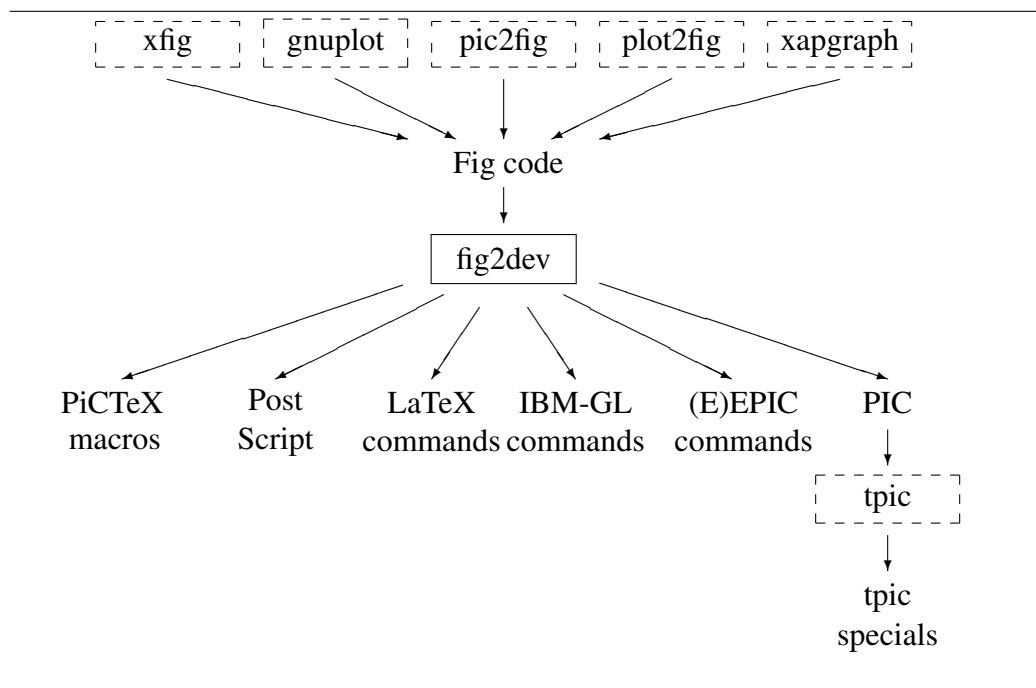 xfig gnuplot pic2fig plot2fig xapgraph
Fig code
fig2dev
PiCTeX Post LaTeX IBM-GL (E)EPIC PIC
macros Script commands commands commands
tpic
tpic
specials